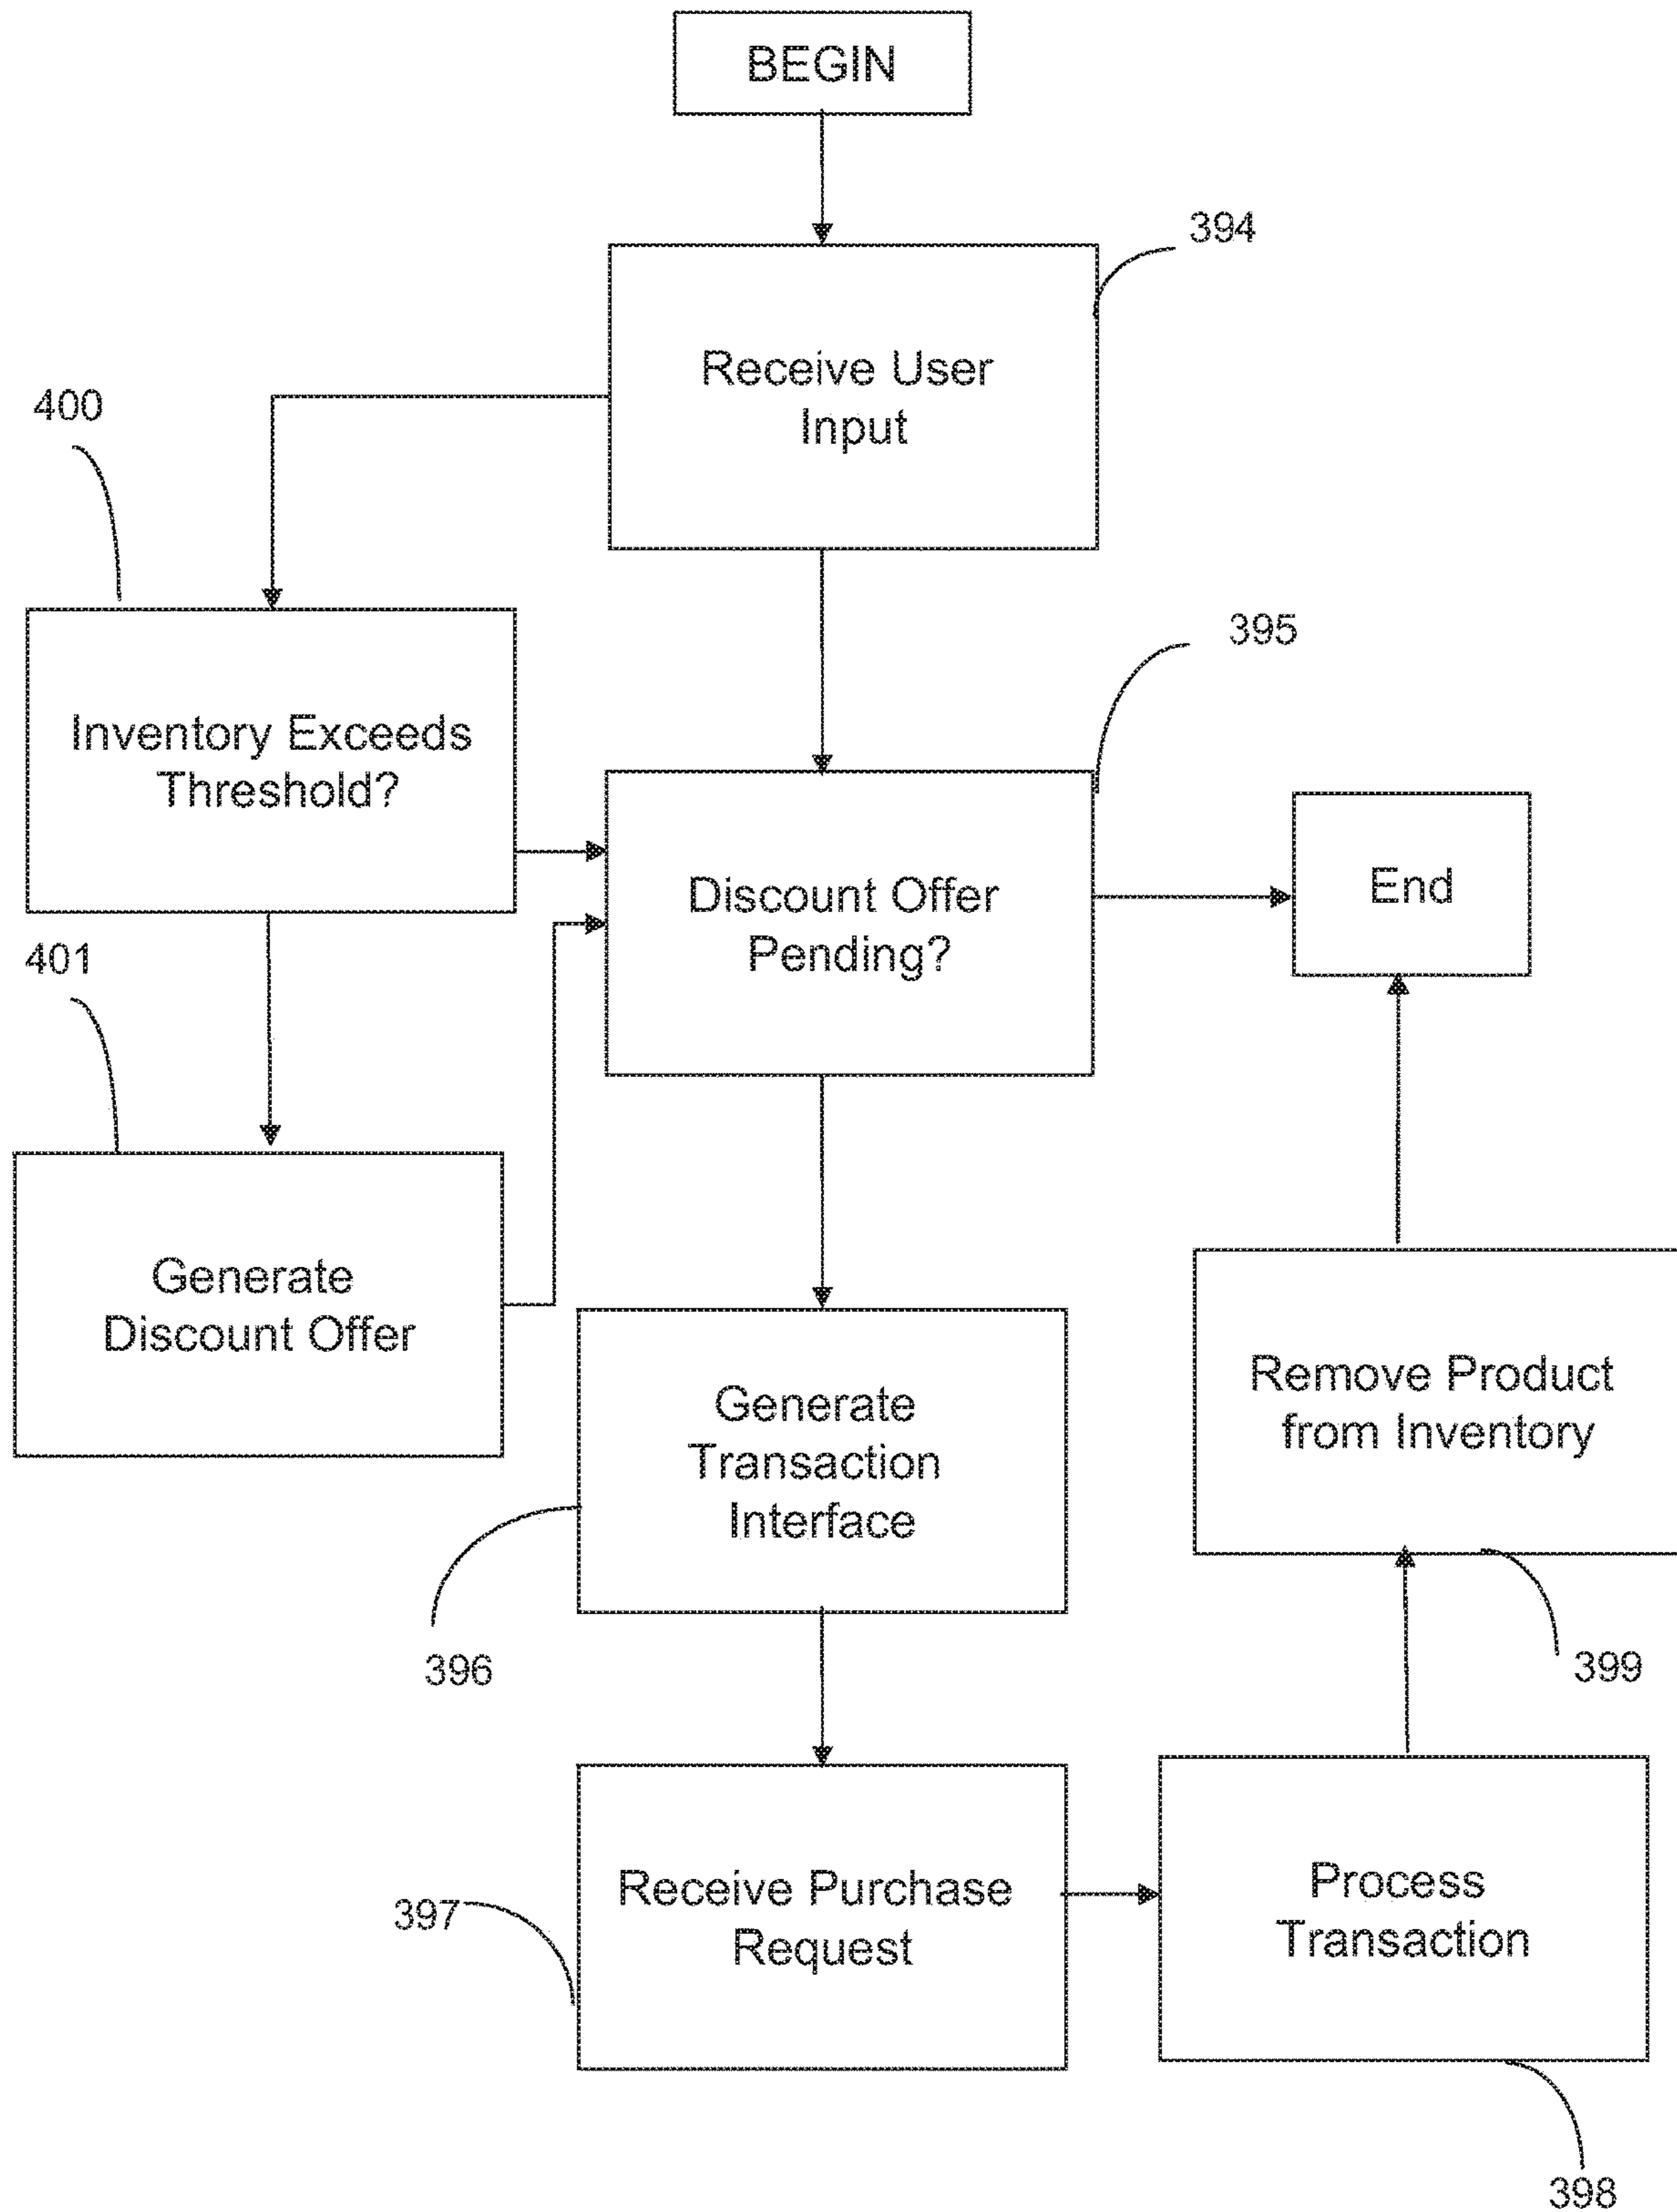 BEGIN
394
Receive User
Input
400
Inventory Exceeds
Threshold?
395
Discount Offer
Pending?
End
401
Generate
Discount Offer
Generate
Transaction
Interface
396
Remove Product
from Inventory
399
Receive Purchase
Request
397
Process
Transaction
398